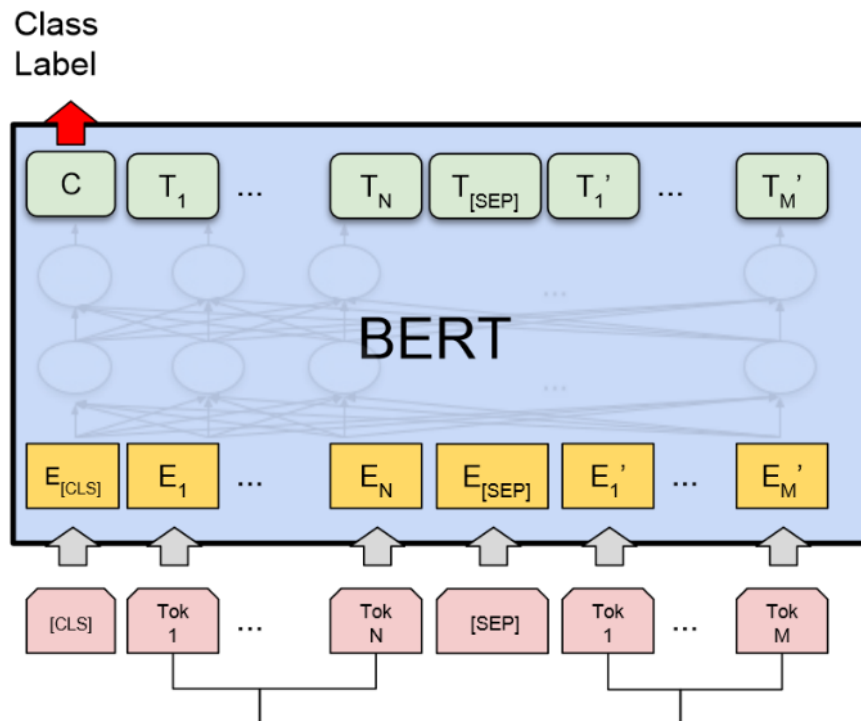 Class
Label
C T1 ... TN T[SEP] T1’ ... TM’
...
BERT
...
E[CLS] E1 ... EN E[SEP] E1’ ... EM’
[CLS] Tok 1 ... Tok N [SEP] Tok 1 ... Tok M